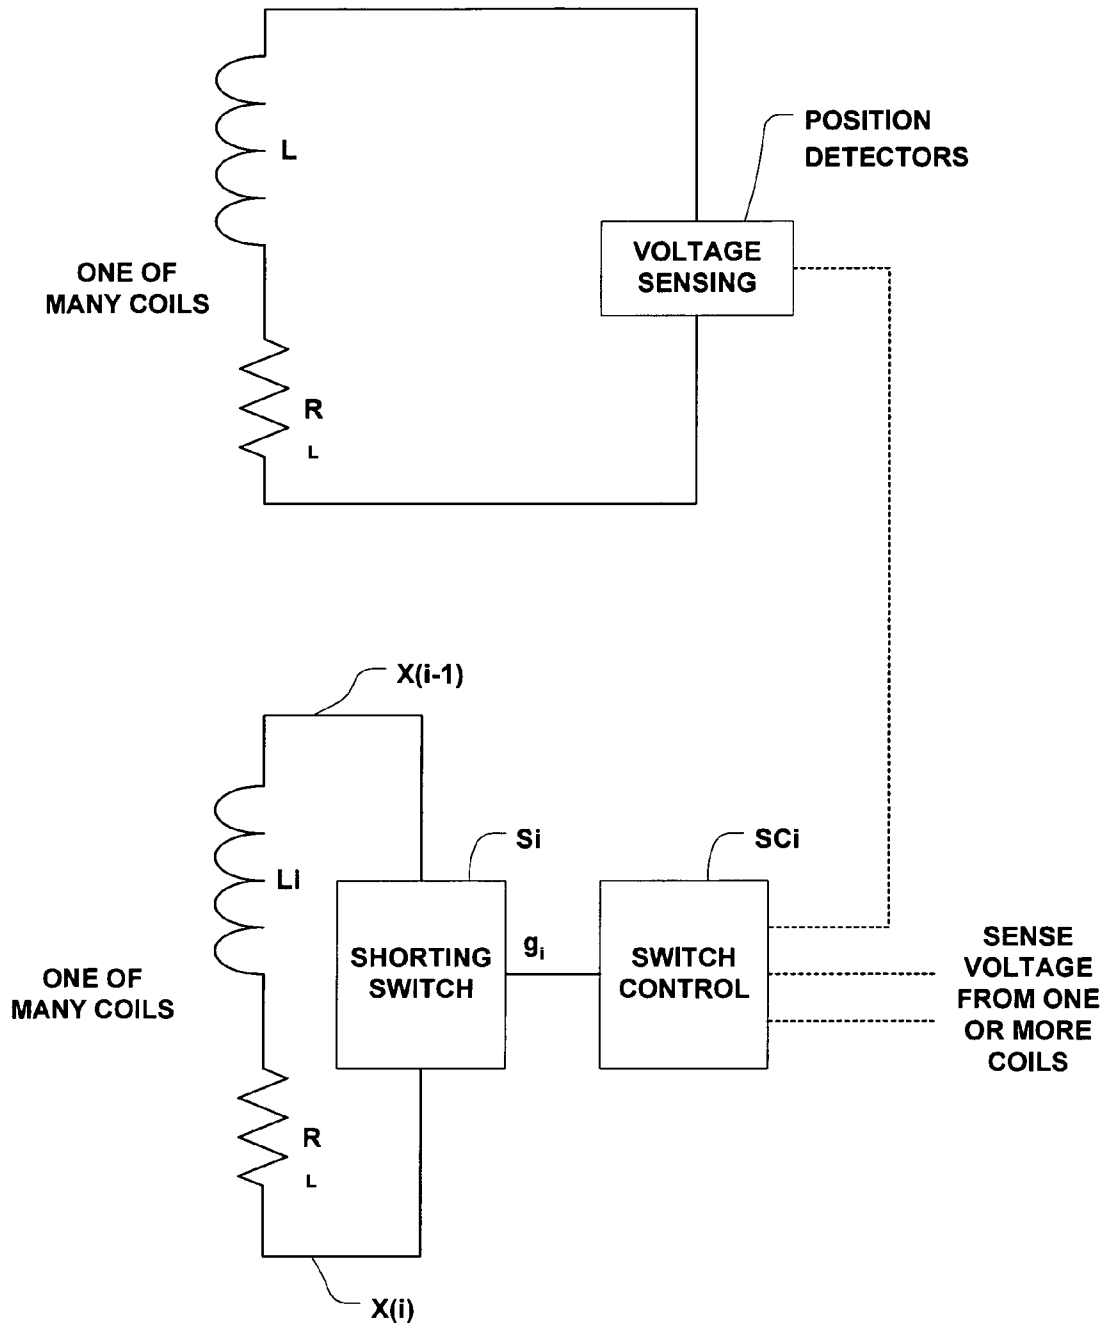 POSITION
DETECTORS
L
VOLTAGE
SENSING
ONE OF
MANY COILS
R
L
X(i-1)
Si
SCi
Li
SHORTING
SWITCH
gi
SWITCH
CONTROL
SENSE
VOLTAGE
FROM ONE
OR MORE
COILS
ONE OF
MANY COILS
R
L
X(i)